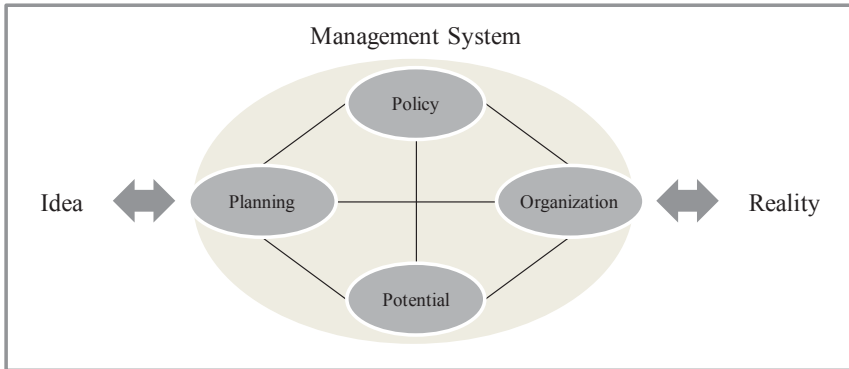 Management System
Policy
Idea
Planning
Organization
Reality
Potential